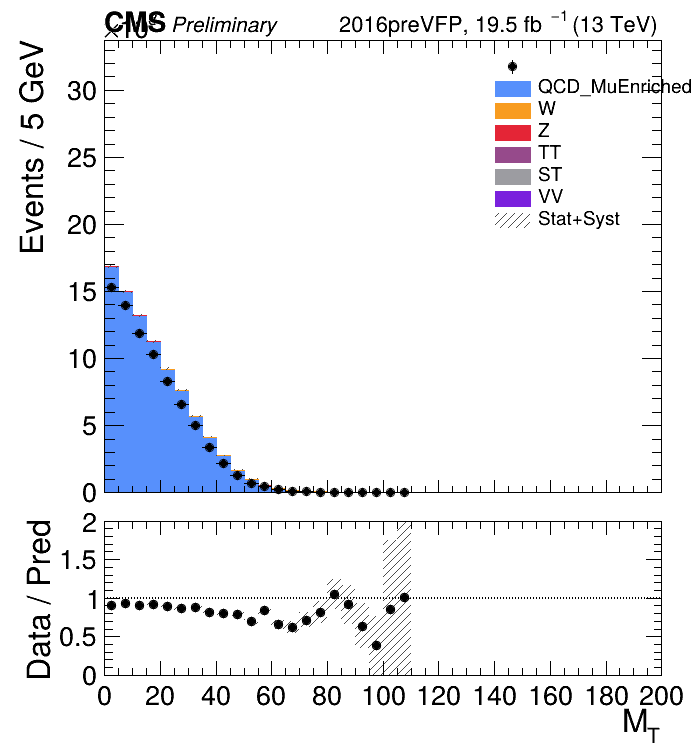 CMS Preliminary 2016preVFP, 19.5 fb⁻¹ (13 TeV)
Events / 5 GeV
30
25
20
15
10
5
0
QCD_MuEnriched
W
Z
TT
ST
VV
Stat+Syst
Data / Pred
2
1.5
1
0.5
0
0 20 40 60 80 100 120 140 160 180 200
M_T